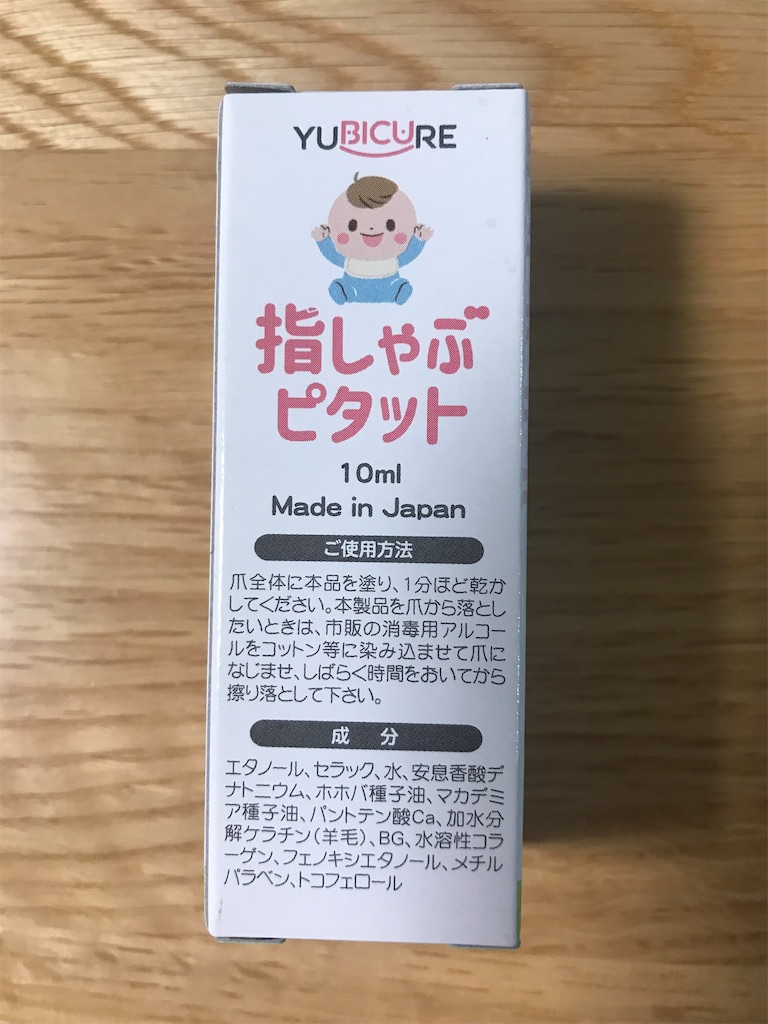 YUBICURE
指しゃぶ
ピタット
10ml
Made in Japan
ご使用方法
爪全体に本品を塗り、1分ほど乾か
してください。本製品を爪から落とし
たいときは、市販の消毒用アルコー
ルをコットン等に染み込ませて爪に
なじませ、しばらく時間をおいてから
擦り落として下さい。
成 分
エタノール、セラック、水、安息香酸デ
ナトニウム、ホホバ種子油、マカデミ
ア種子油、パントテン酸Ca、加水分
解ケラチン(羊毛)、BG、水溶性コラ
ーゲン、フェノキシエタノール、メチル
パラベン、トコフェロール